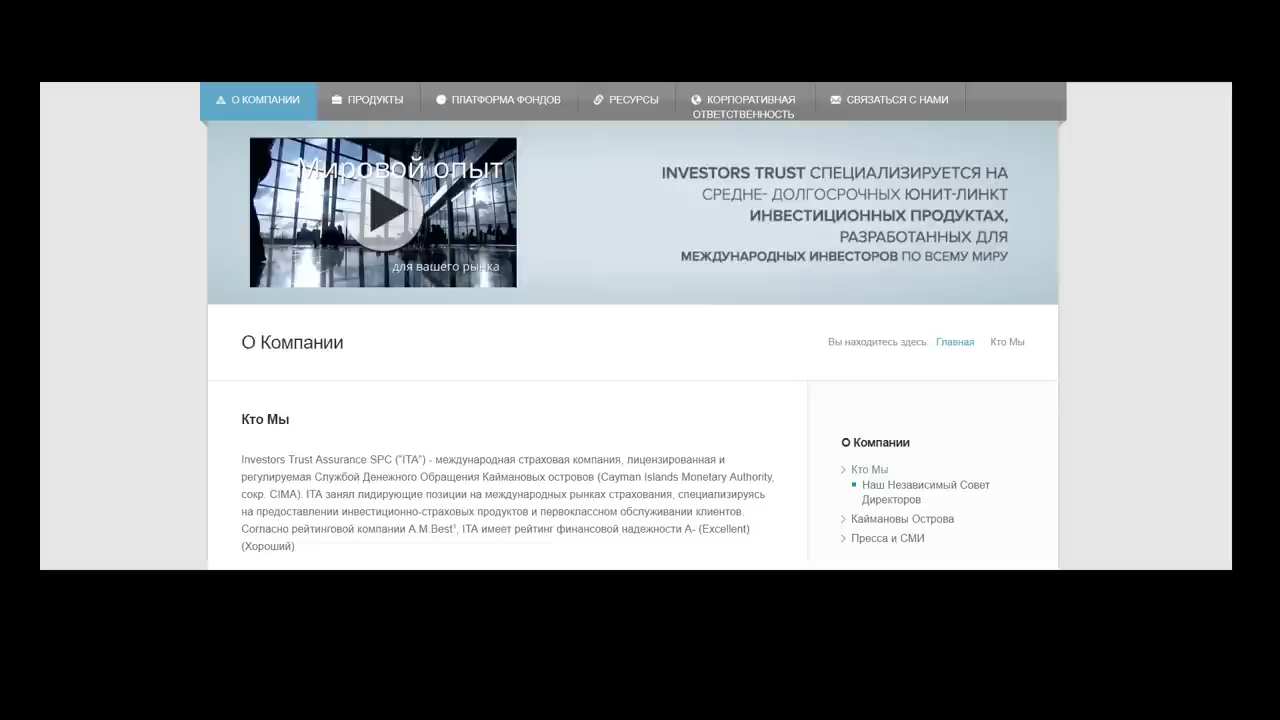 О КОМПАНИИ
ПРОДУКТЫ
ПЛАТФОРМА ФОНДОВ
РЕСУРСЫ
КОРПОРАТИВНАЯ
ОТВЕТСТВЕННОСТЬ
СВЯЗАТЬСЯ С НАМИ
Мировой опыт
для вашего рынка
INVESTORS TRUST СПЕЦИАЛИЗИРУЕТСЯ НА
СРЕДНЕ- ДОЛГОСРОЧНЫХ ЮНИТ-ЛИНКТ
ИНВЕСТИЦИОННЫХ ПРОДУКТАХ,
РАЗРАБОТАННЫХ ДЛЯ
МЕЖДУНАРОДНЫХ ИНВЕСТОРОВ ПО ВСЕМУ МИРУ
О Компании
Вы находитесь здесь: Главная Кто Мы
Кто Мы
Investors Trust Assurance SPC ("ITA") - международная страховая компания, лицензированная и
регулируемая Службой Денежного Обращения Каймановых островов (Cayman Islands Monetary Authority,
сокр. CIMA). ITA занял лидирующие позиции на международных рынках страхования, специализируясь
на предоставлении инвестиционно-страховых продуктов и первоклассном обслуживании клиентов.
Согласно рейтинговой компании A.M.Best¹, ITA имеет рейтинг финансовой надежности A- (Excellent)
(Хороший)
О Компании
Кто Мы
Наш Независимый Совет
Директоров
Каймановы Острова
Пресса и СМИ